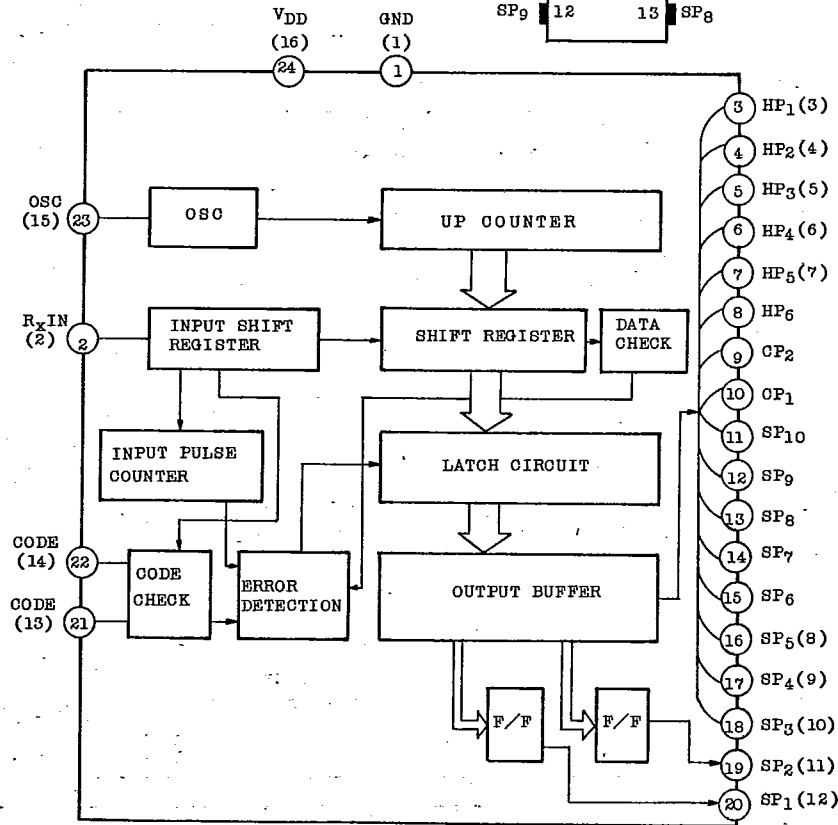 SP9 12 13 SP8
VDD GND
(16) (1)
24 1
3 HP1(3)
4 HP2(4)
5 HP3(5)
6 HP4(6)
7 HP5(7)
8 HP6
9 CP2
10 CP1
11 SP10
12 SP9
13 SP8
14 SP7
15 SP6
16 SP5(8)
17 SP4(9)
18 SP3(10)
19 SP2(11)
20 SP1(12)
OSC
(15)
23
OSC
UP COUNTER
RXIN
(2)
2
INPUT SHIFT
REGISTER
SHIFT REGISTER
DATA
CHECK
INPUT PULSE
COUNTER
LATCH CIRCUIT
CODE
(14)
22
CODE
(13)
21
CODE
CHECK
ERROR
DETECTION
OUTPUT BUFFER
F/F
F/F